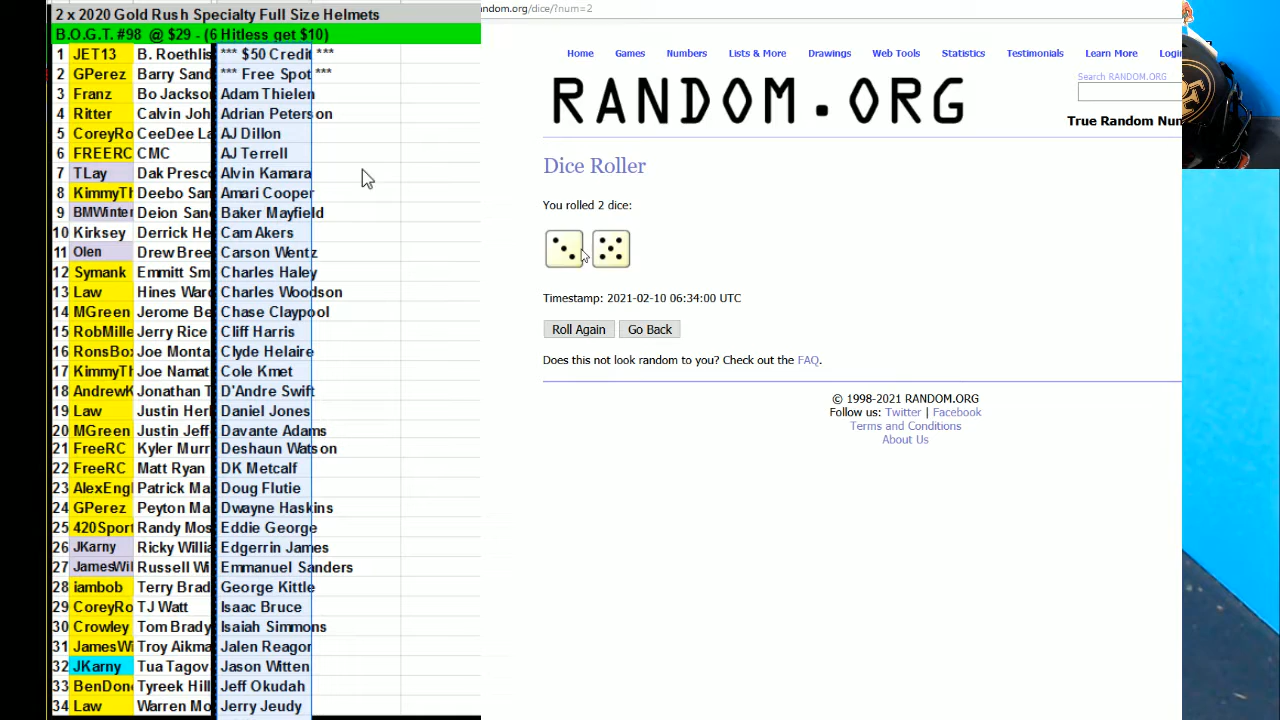 2 x 2020 Gold Rush Specialty Full Size Helmets
B.O.G.T. #98 @ $29 - (6 Hitless get $10)
1 JET13 B. Roethlis *** $50 Credit ***
2 GPerez Barry Sand *** Free Spot ***
3 Franz Bo Jackson Adam Thielen
4 Ritter Calvin Joh Adrian Peterson
5 CoreyRo CeeDee La AJ Dillon
6 FREERC CMC AJ Terrell
7 TLay Dak Presco Alvin Kamara
8 KimmyTh Deebo San Amari Cooper
9 BMWinter Deion Sand Baker Mayfield
10 Kirksey Derrick He Cam Akers
11 Olen Drew Bree Carson Wentz
12 Symank Emmitt Sm Charles Haley
13 Law Hines Ward Charles Woodson
14 MGreen Jerome Be Chase Claypool
15 RobMille Jerry Rice Cliff Harris
16 RonsBox Joe Monta Clyde Helaire
17 KimmyTh Joe Namat Cole Kmet
18 AndrewK Jonathan T D'Andre Swift
19 Law Justin Herl Daniel Jones
20 MGreen Justin Jeff Davante Adams
21 FreeRC Kyler Murr Deshaun Watson
22 FreeRC Matt Ryan DK Metcalf
23 AlexEngl Patrick Ma Doug Flutie
24 GPerez Peyton Ma Dwayne Haskins
25 420Sport Randy Mos Eddie George
26 JKarny Ricky Willia Edgerrin James
27 JamesWil Russell Wi Emmanuel Sanders
28 iambob Terry Brad George Kittle
29 CoreyRo TJ Watt Isaac Bruce
30 Crowley Tom Brady Isaiah Simmons
31 JamesWi Troy Aikma Jalen Reagor
32 JKarny Tua Tagov Jason Witten
33 BenDone Tyreek Hill Jeff Okudah
34 Law Warren Mo Jerry Jeudy
ndom.org/dice/?num=2
Home Games Numbers Lists & More Drawings Web Tools Statistics Testimonials Learn More Login
Search RANDOM.ORG
RANDOM.ORG
True Random Num
Dice Roller
You rolled 2 dice:
Timestamp: 2021-02-10 06:34:00 UTC
Roll Again Go Back
Does this not look random to you? Check out the FAQ.
© 1998-2021 RANDOM.ORG
Follow us: Twitter | Facebook
Terms and Conditions
About Us